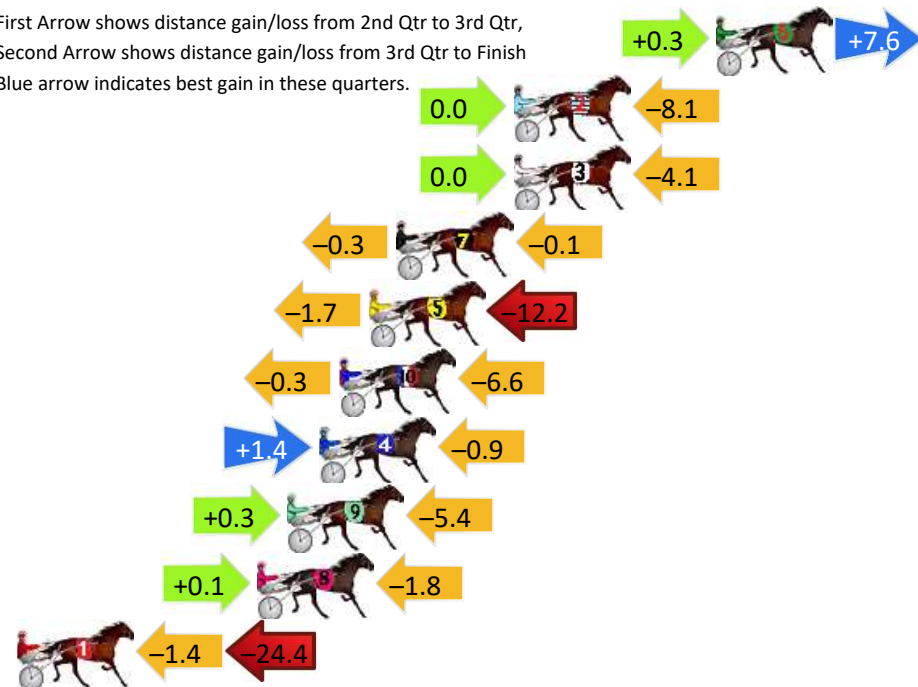 First Arrow shows distance gain/loss from 2nd Qtr to 3rd Qtr,
Second Arrow shows distance gain/loss from 3rd Qtr to Finish
Blue arrow indicates best gain in these quarters.
+0.3 6 +7.6
0.0 2 –8.1
0.0 3 –4.1
–0.3 7 –0.1
–1.7 5 –12.2
–0.3 10 –6.6
+1.4 4 –0.9
+0.3 9 –5.4
+0.1 8 –1.8
1 –1.4 –24.4